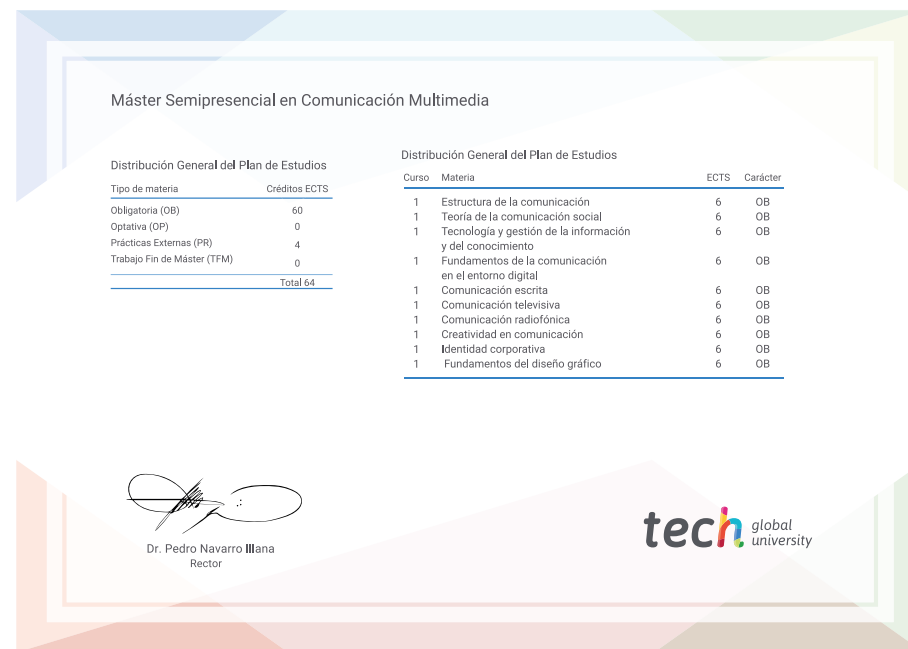 Máster Semipresencial en Comunicación Multimedia
Distribución General del Plan de Estudios
Tipo de materia Créditos ECTS
Obligatoria (OB) 60
Optativa (OP) 0
Prácticas Externas (PR) 4
Trabajo Fin de Máster (TFM) 0
Total 64
Distribución General del Plan de Estudios
Curso Materia ECTS Carácter
1 Estructura de la comunicación 6 OB
1 Teoría de la comunicación social 6 OB
1 Tecnología y gestión de la información 6 OB
y del conocimiento
1 Fundamentos de la comunicación 6 OB
en el entorno digital
1 Comunicación escrita 6 OB
1 Comunicación televisiva 6 OB
1 Comunicación radiofónica 6 OB
1 Creatividad en comunicación 6 OB
1 Identidad corporativa 6 OB
1 Fundamentos del diseño gráfico 6 OB
Dr. Pedro Navarro Illana
Rector
tech global
university